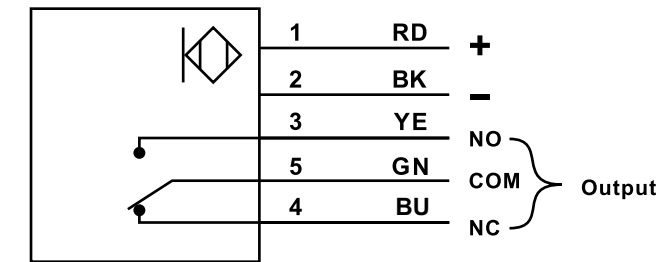 1 RD +
2 BK −
3 YE NO
5 GN COM Output
4 BU NC